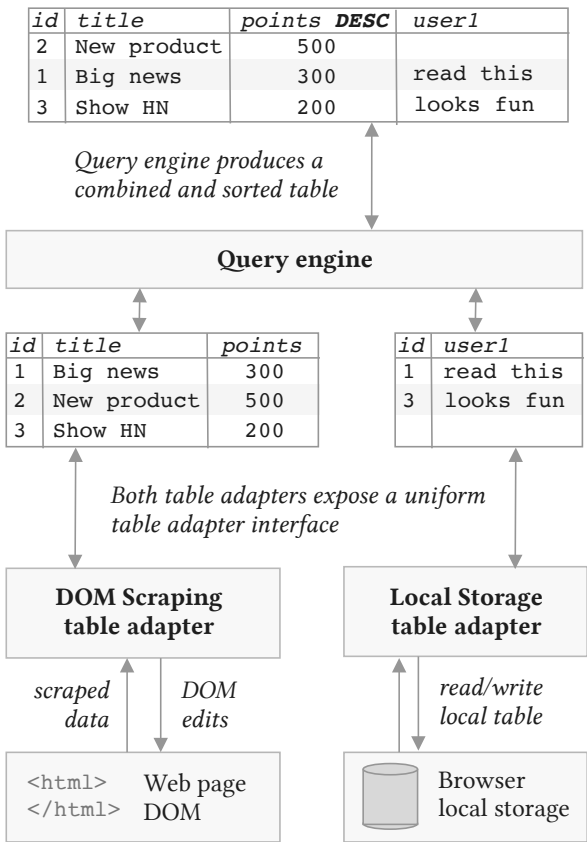 id title points DESC user1
2 New product 500
1 Big news 300 read this
3 Show HN 200 looks fun
Query engine produces a
combined and sorted table
Query engine
id title points
1 Big news 300
2 New product 500
3 Show HN 200
id user1
1 read this
3 looks fun
Both table adapters expose a uniform
table adapter interface
DOM Scraping
table adapter
Local Storage
table adapter
scraped
data
DOM
edits
read/write
local table
<html>
</html>
Web page
DOM
Browser
local storage